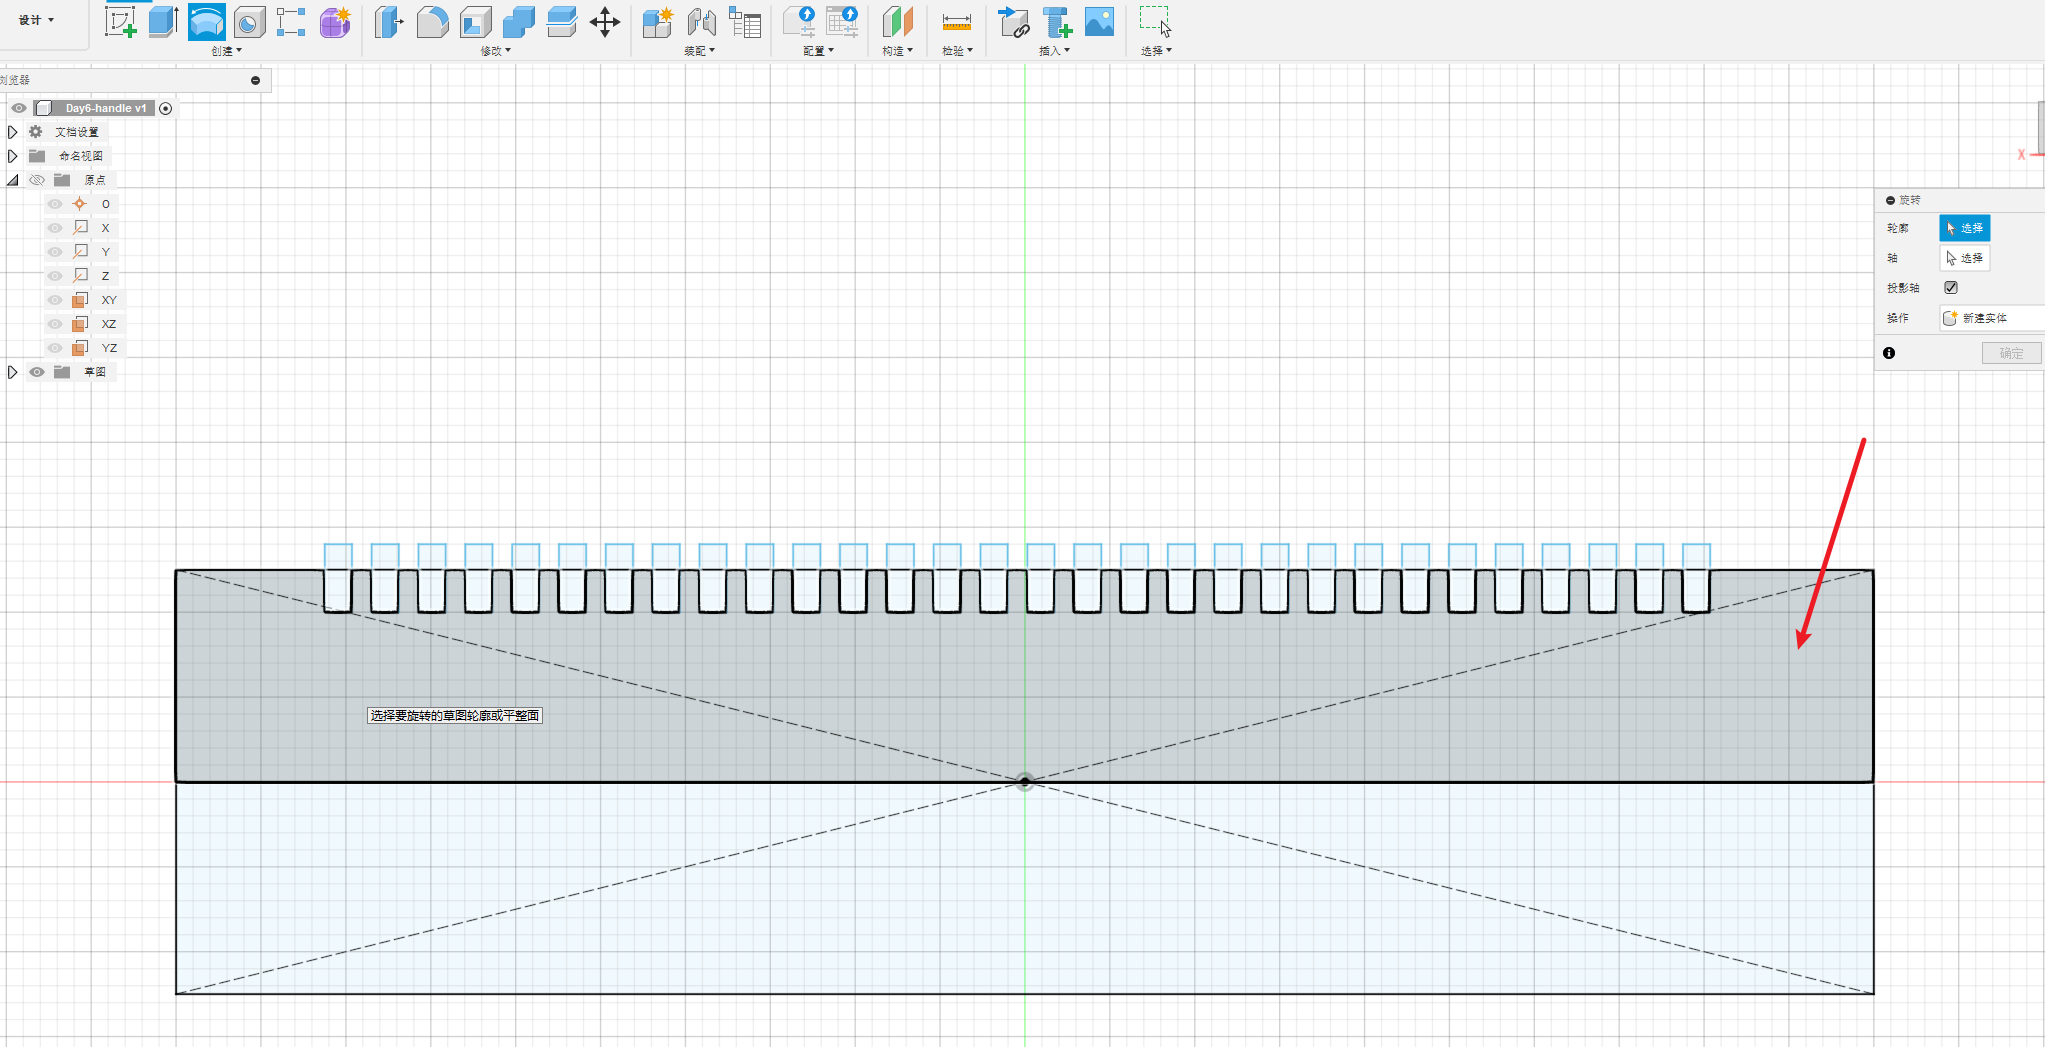 设计
创建
修改
装配
配置
构造
检验
插入
选择
浏览器
Day6-handle v1
文档设置
命名视图
原点
O
X
Y
Z
XY
XZ
YZ
草图
X
旋转
轮廓 选择
轴 选择
投影轴
操作 新建实体
确定
选择要旋转的草图轮廓或平整面